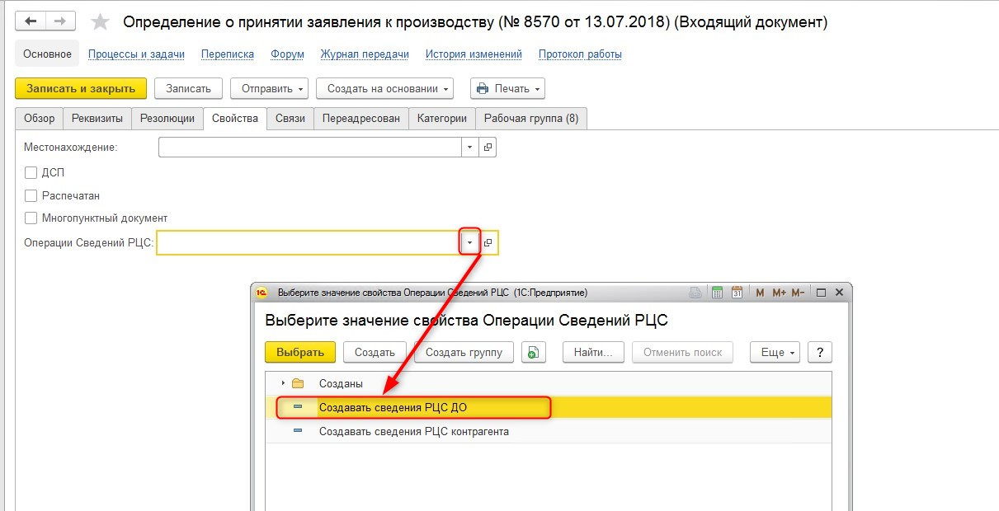 Определение о принятии заявления к производству (№ 8570 от 13.07.2018) (Входящий документ)
Основное Процессы и задачи Переписка Форум Журнал передачи История изменений Протокол работы
Записать и закрыть Записать Отправить Создать на основании Печать
Обзор Реквизиты Резолюции Свойства Связи Переадресован Категории Рабочая группа (8)
Местонахождение:
ДСП
Распечатан
Многопунктный документ
Операции Сведений РЦС:
1С Выберите значение свойства Операции Сведений РЦС (1С:Предприятие) 31 M M+ M-
Выберите значение свойства Операции Сведений РЦС
Выбрать Создать Создать группу Найти... Отменить поиск Еще ?
Созданы
Создавать сведения РЦС ДО
Создавать сведения РЦС контрагента